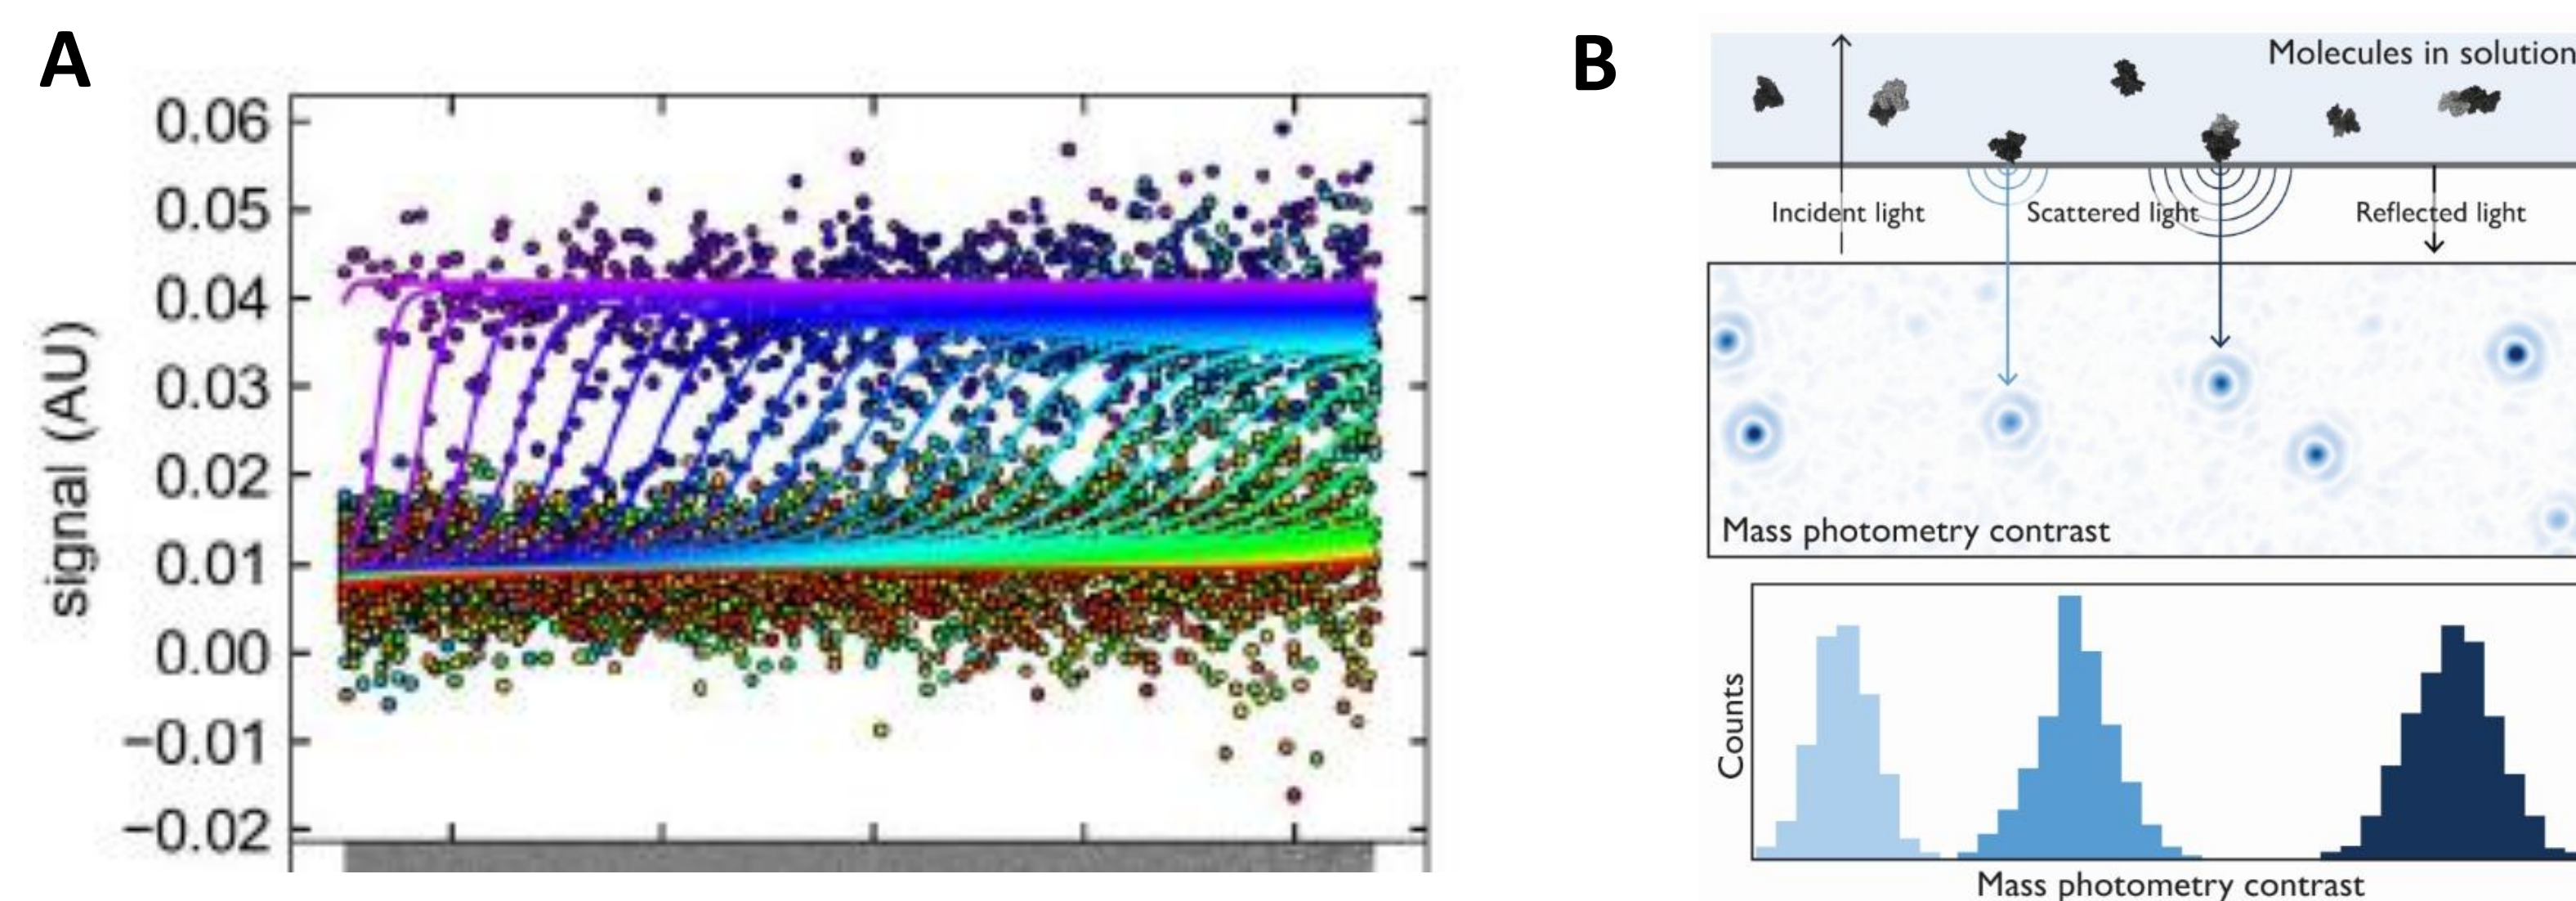 A
0.06
0.05
0.04
0.03
0.02
0.01
0.00
−0.01
−0.02
signal (AU)
B
Molecules in solution
Incident light
Scattered light
Reflected light
Mass photometry contrast
Counts
Mass photometry contrast